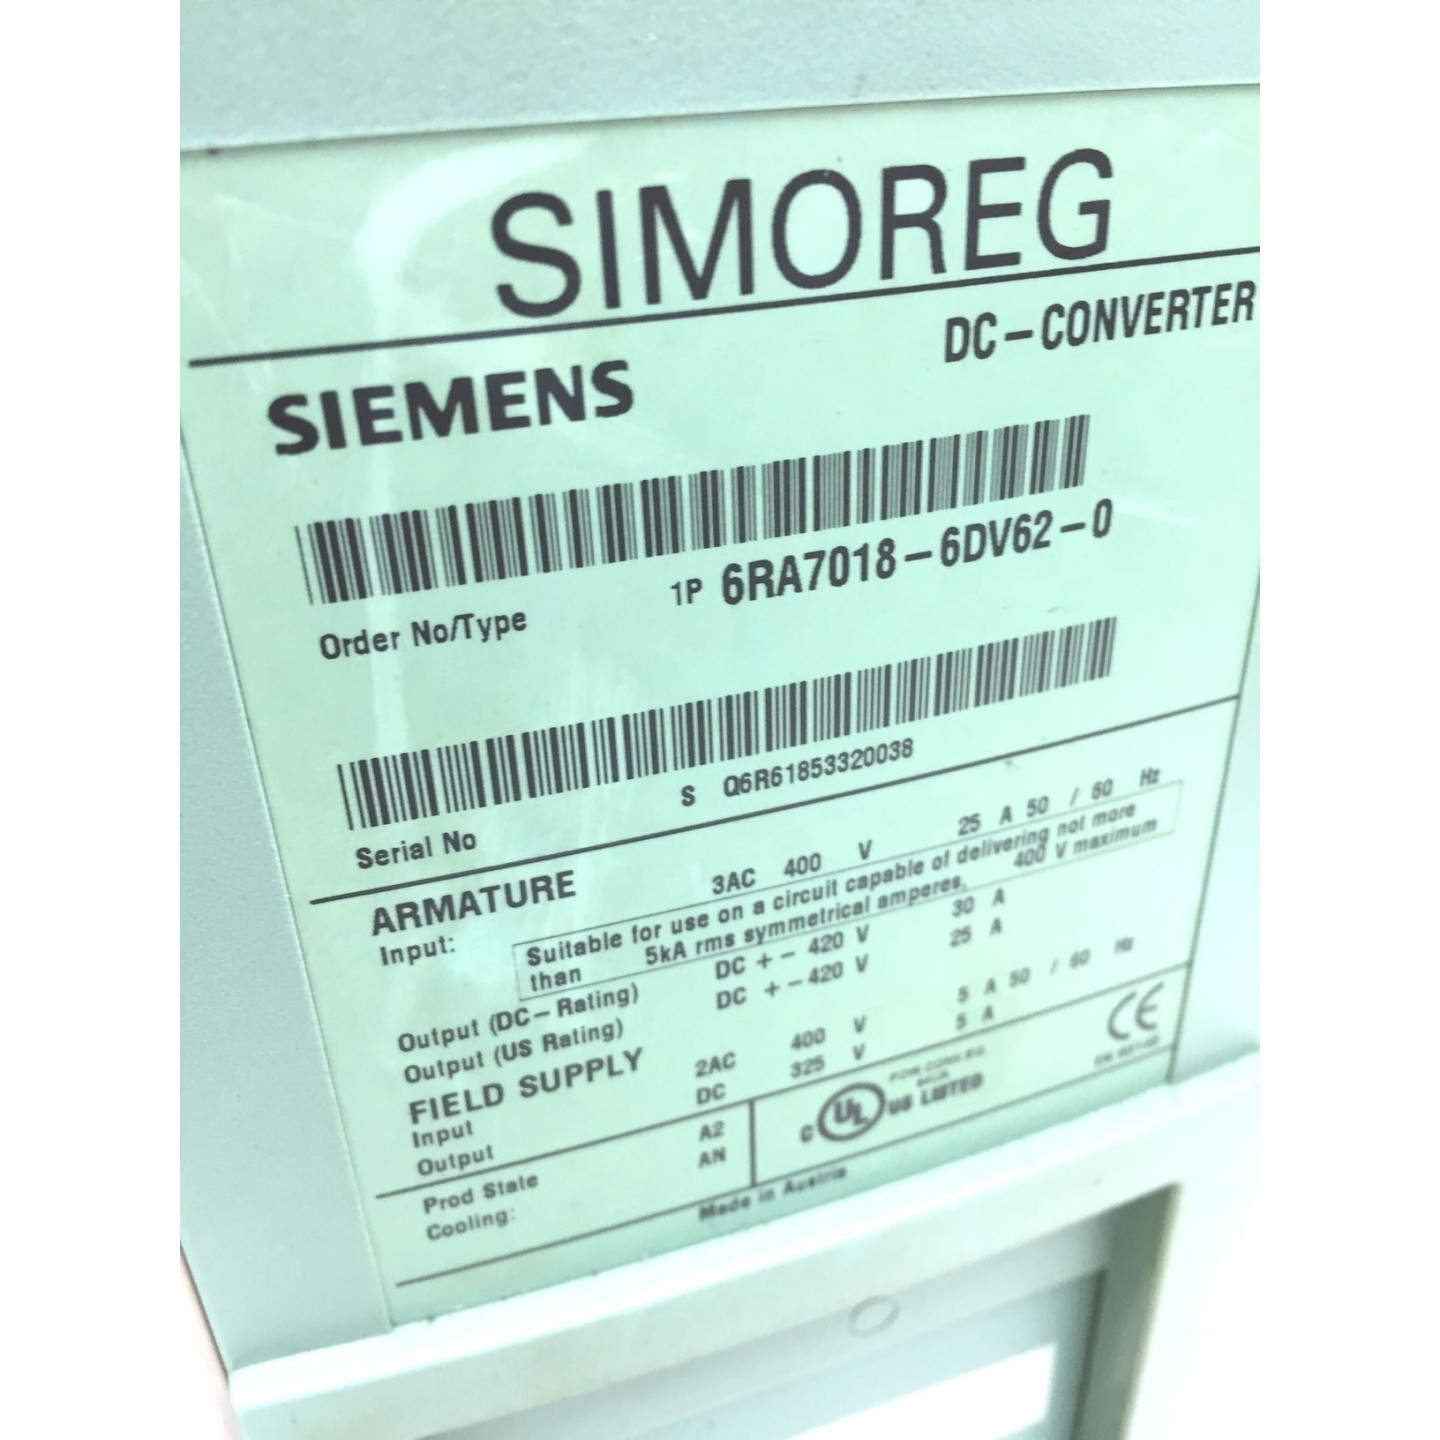 SIMOREG
DC-CONVERTER
SIEMENS
1P 6RA7018-6DV62-0
Order No/Type
S Q6R61853320038
Serial No
ARMATURE
Input: 3AC 400 V 25 A 50 / 60 Hz
Suitable for use on a circuit capable of delivering not more
than 5kA rms symmetrical amperes, 400 V maximum
Output (DC-Rating) DC +- 420 V 30 A
Output (US Rating) DC +-420 V 25 A
FIELD SUPPLY
Input 2AC 400 V 5 A 50 / 60 Hz
Output DC 325 V 5 A
Prod State A2
Cooling: AN
C UL US LISTED
CE
Made in Austria